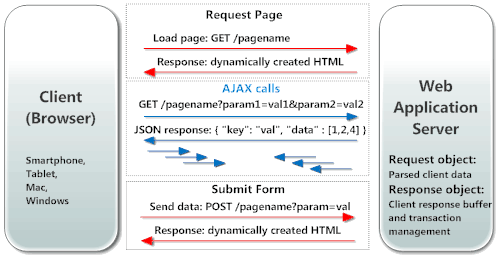 Request Page
Load page: GET /pagename
Response: dynamically created HTML
AJAX calls
GET /pagename?param1=val1&param2=val2
JSON response: { "key": "val", "data" : [1,2,4] }
Submit Form
Send data: POST /pagename?param=val
Response: dynamically created HTML
Client
(Browser)
Smartphone,
Tablet,
Mac,
Windows
Web
Application
Server
Request object:
Parsed client data
Response object:
Client response buffer
and transaction
management